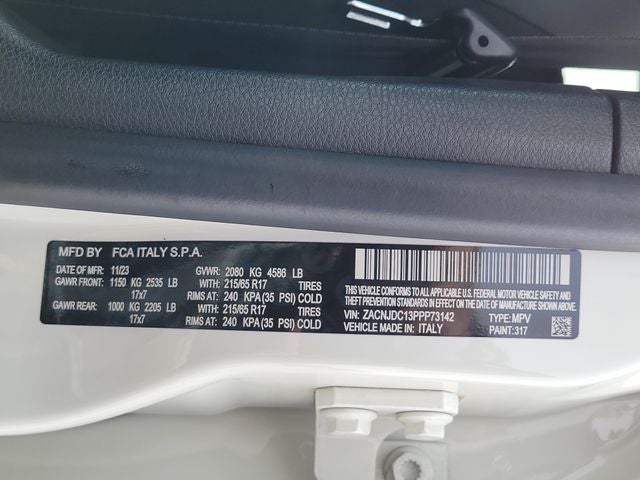 MFD BY FCA ITALY S.P.A.
DATE OF MFR: 11/23 GVWR: 2080 KG 4586 LB
GAWR FRONT: 1150 KG 2535 LB WITH: 215/65 R17 TIRES
17x7 RIMS AT: 240 KPA (35 PSI) COLD
GAWR REAR: 1000 KG 2205 LB WITH: 215/65 R17 TIRES
17x7 RIMS AT: 240 KPA (35 PSI) COLD
THIS VEHICLE CONFORMS TO ALL APPLICABLE
U.S. FEDERAL MOTOR VEHICLE SAFETY AND
THEFT PREVENTION STANDARDS IN EFFECT ON
THE DATE OF MANUFACTURE SHOWN ABOVE.
VIN: ZACNJDC13PPP73142 TYPE: MPV
VEHICLE MADE IN: ITALY PAINT: 317